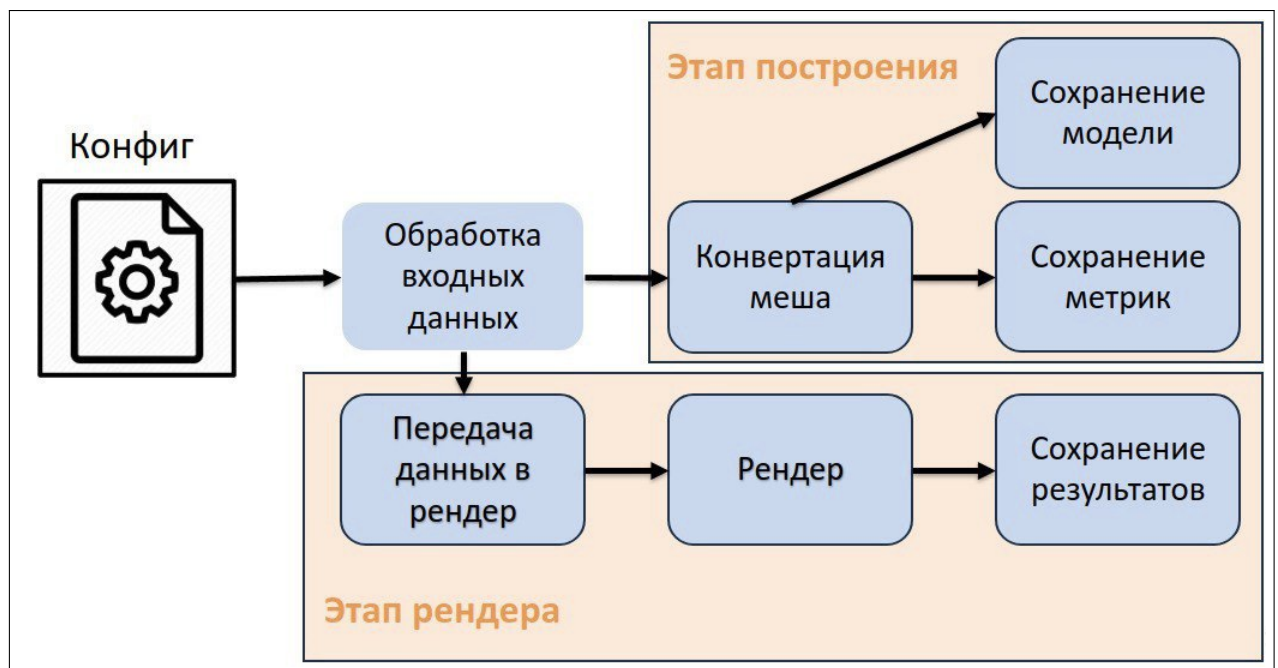 Этап построения
Сохранение
модели
Конфиг
Обработка
входных
данных
Конвертация
меша
Сохранение
метрик
Передача
данных в
рендер
Рендер
Сохранение
результатов
Этап рендера